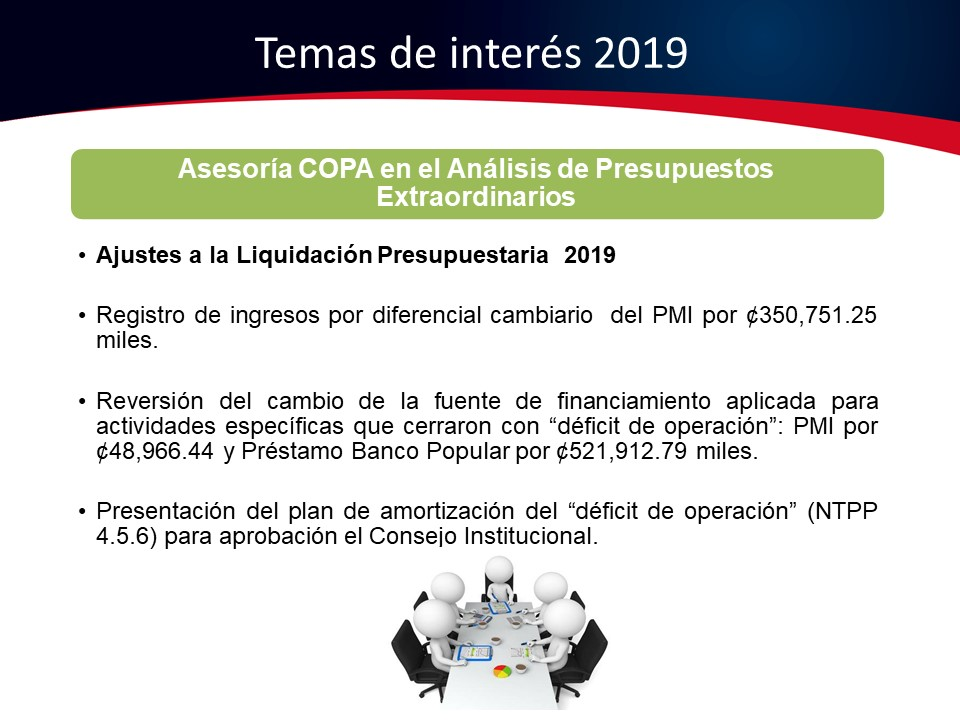 Temas de interés 2019
Asesoría COPA en el Análisis de Presupuestos
Extraordinarios
• Ajustes a la Liquidación Presupuestaria 2019
• Registro de ingresos por diferencial cambiario del PMI por ¢350,751.25
miles.
• Reversión del cambio de la fuente de financiamiento aplicada para
actividades específicas que cerraron con “déficit de operación”: PMI por
¢48,966.44 y Préstamo Banco Popular por ¢521,912.79 miles.
• Presentación del plan de amortización del “déficit de operación” (NTPP
4.5.6) para aprobación el Consejo Institucional.